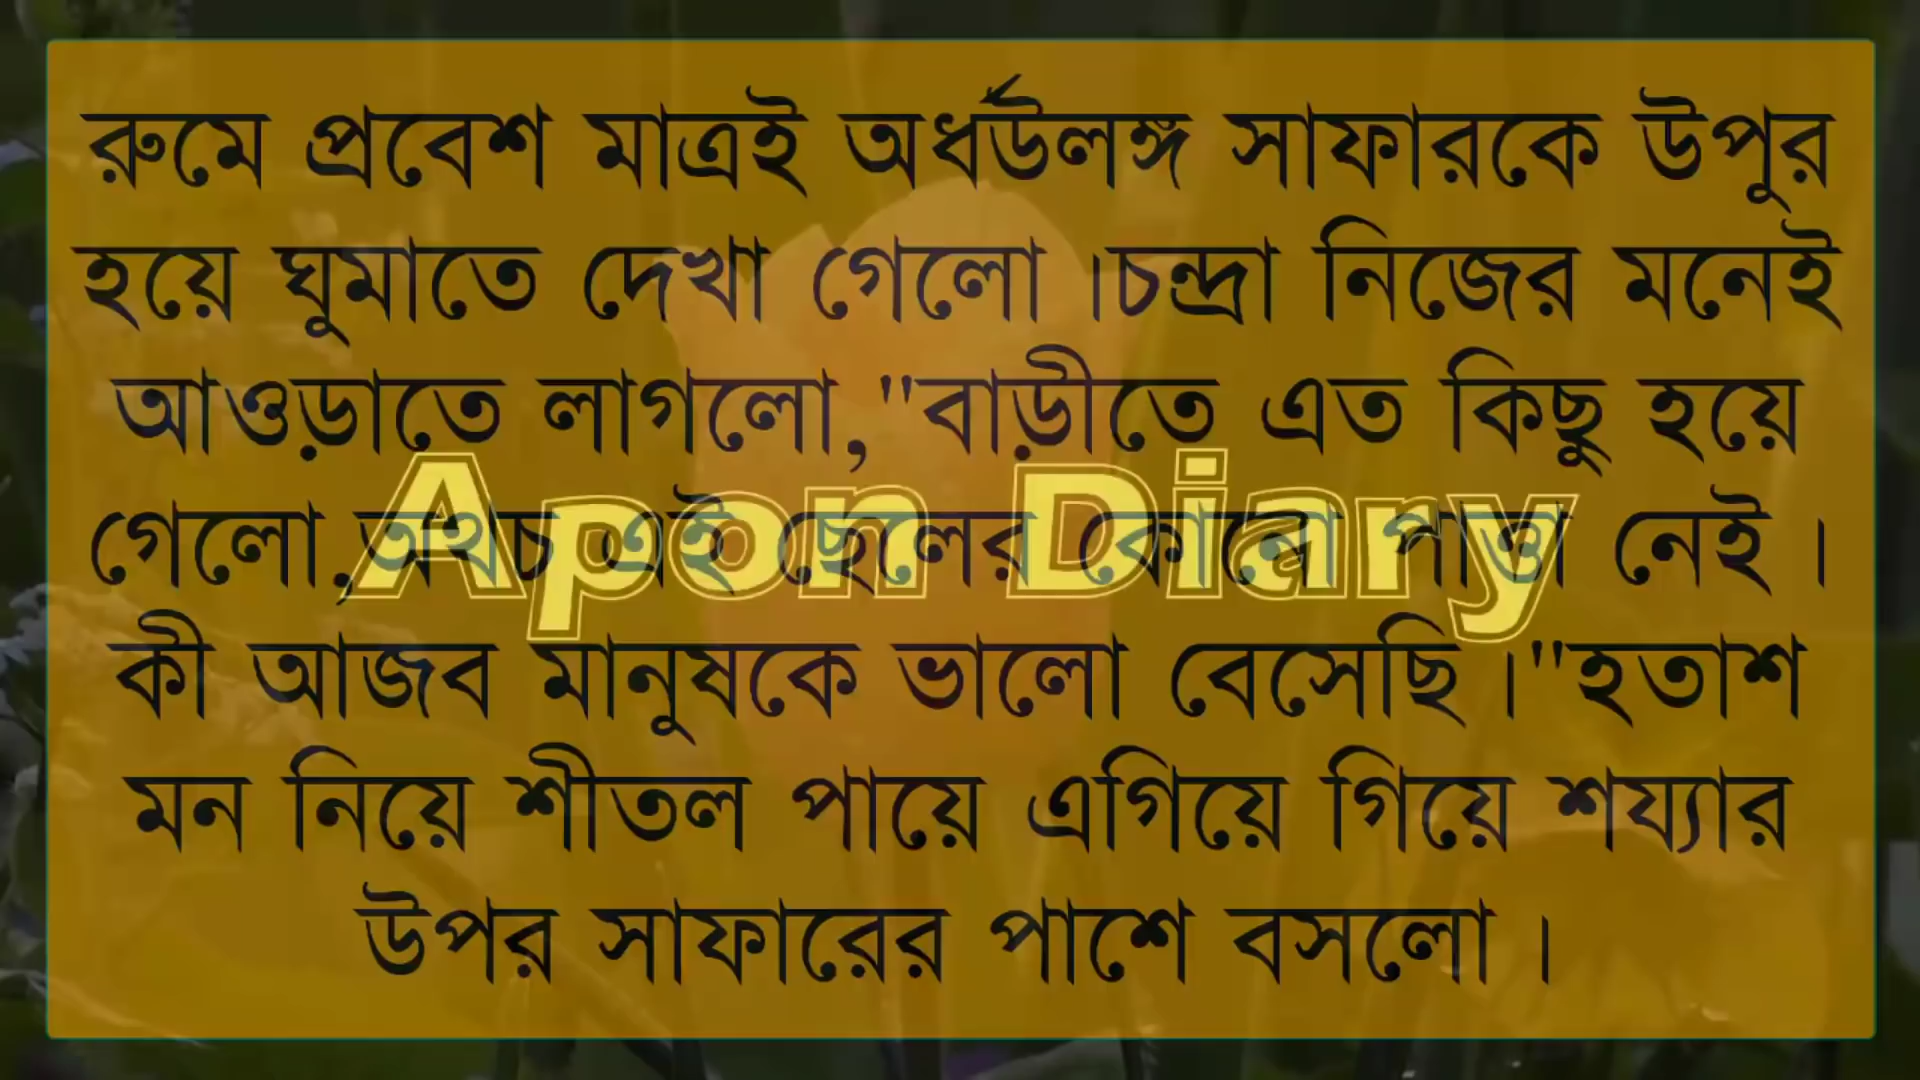 রুমে প্রবেশ মাত্রই অর্ধউলঙ্গ সাফারকে উপুর
হয়ে ঘুমাতে দেখা গেলো ।চন্দ্রা নিজের মনেই
আওড়াতে লাগলো, "বাড়ীতে এত কিছু হয়ে
গেলো,অথচ এই ছেলের কোনো পাত্তা নেই ।
Apon Diary
কী আজব মানুষকে ভালো বেসেছি ।"হতাশ
মন নিয়ে শীতল পায়ে এগিয়ে গিয়ে শয্যার
উপর সাফারের পাশে বসলো ।